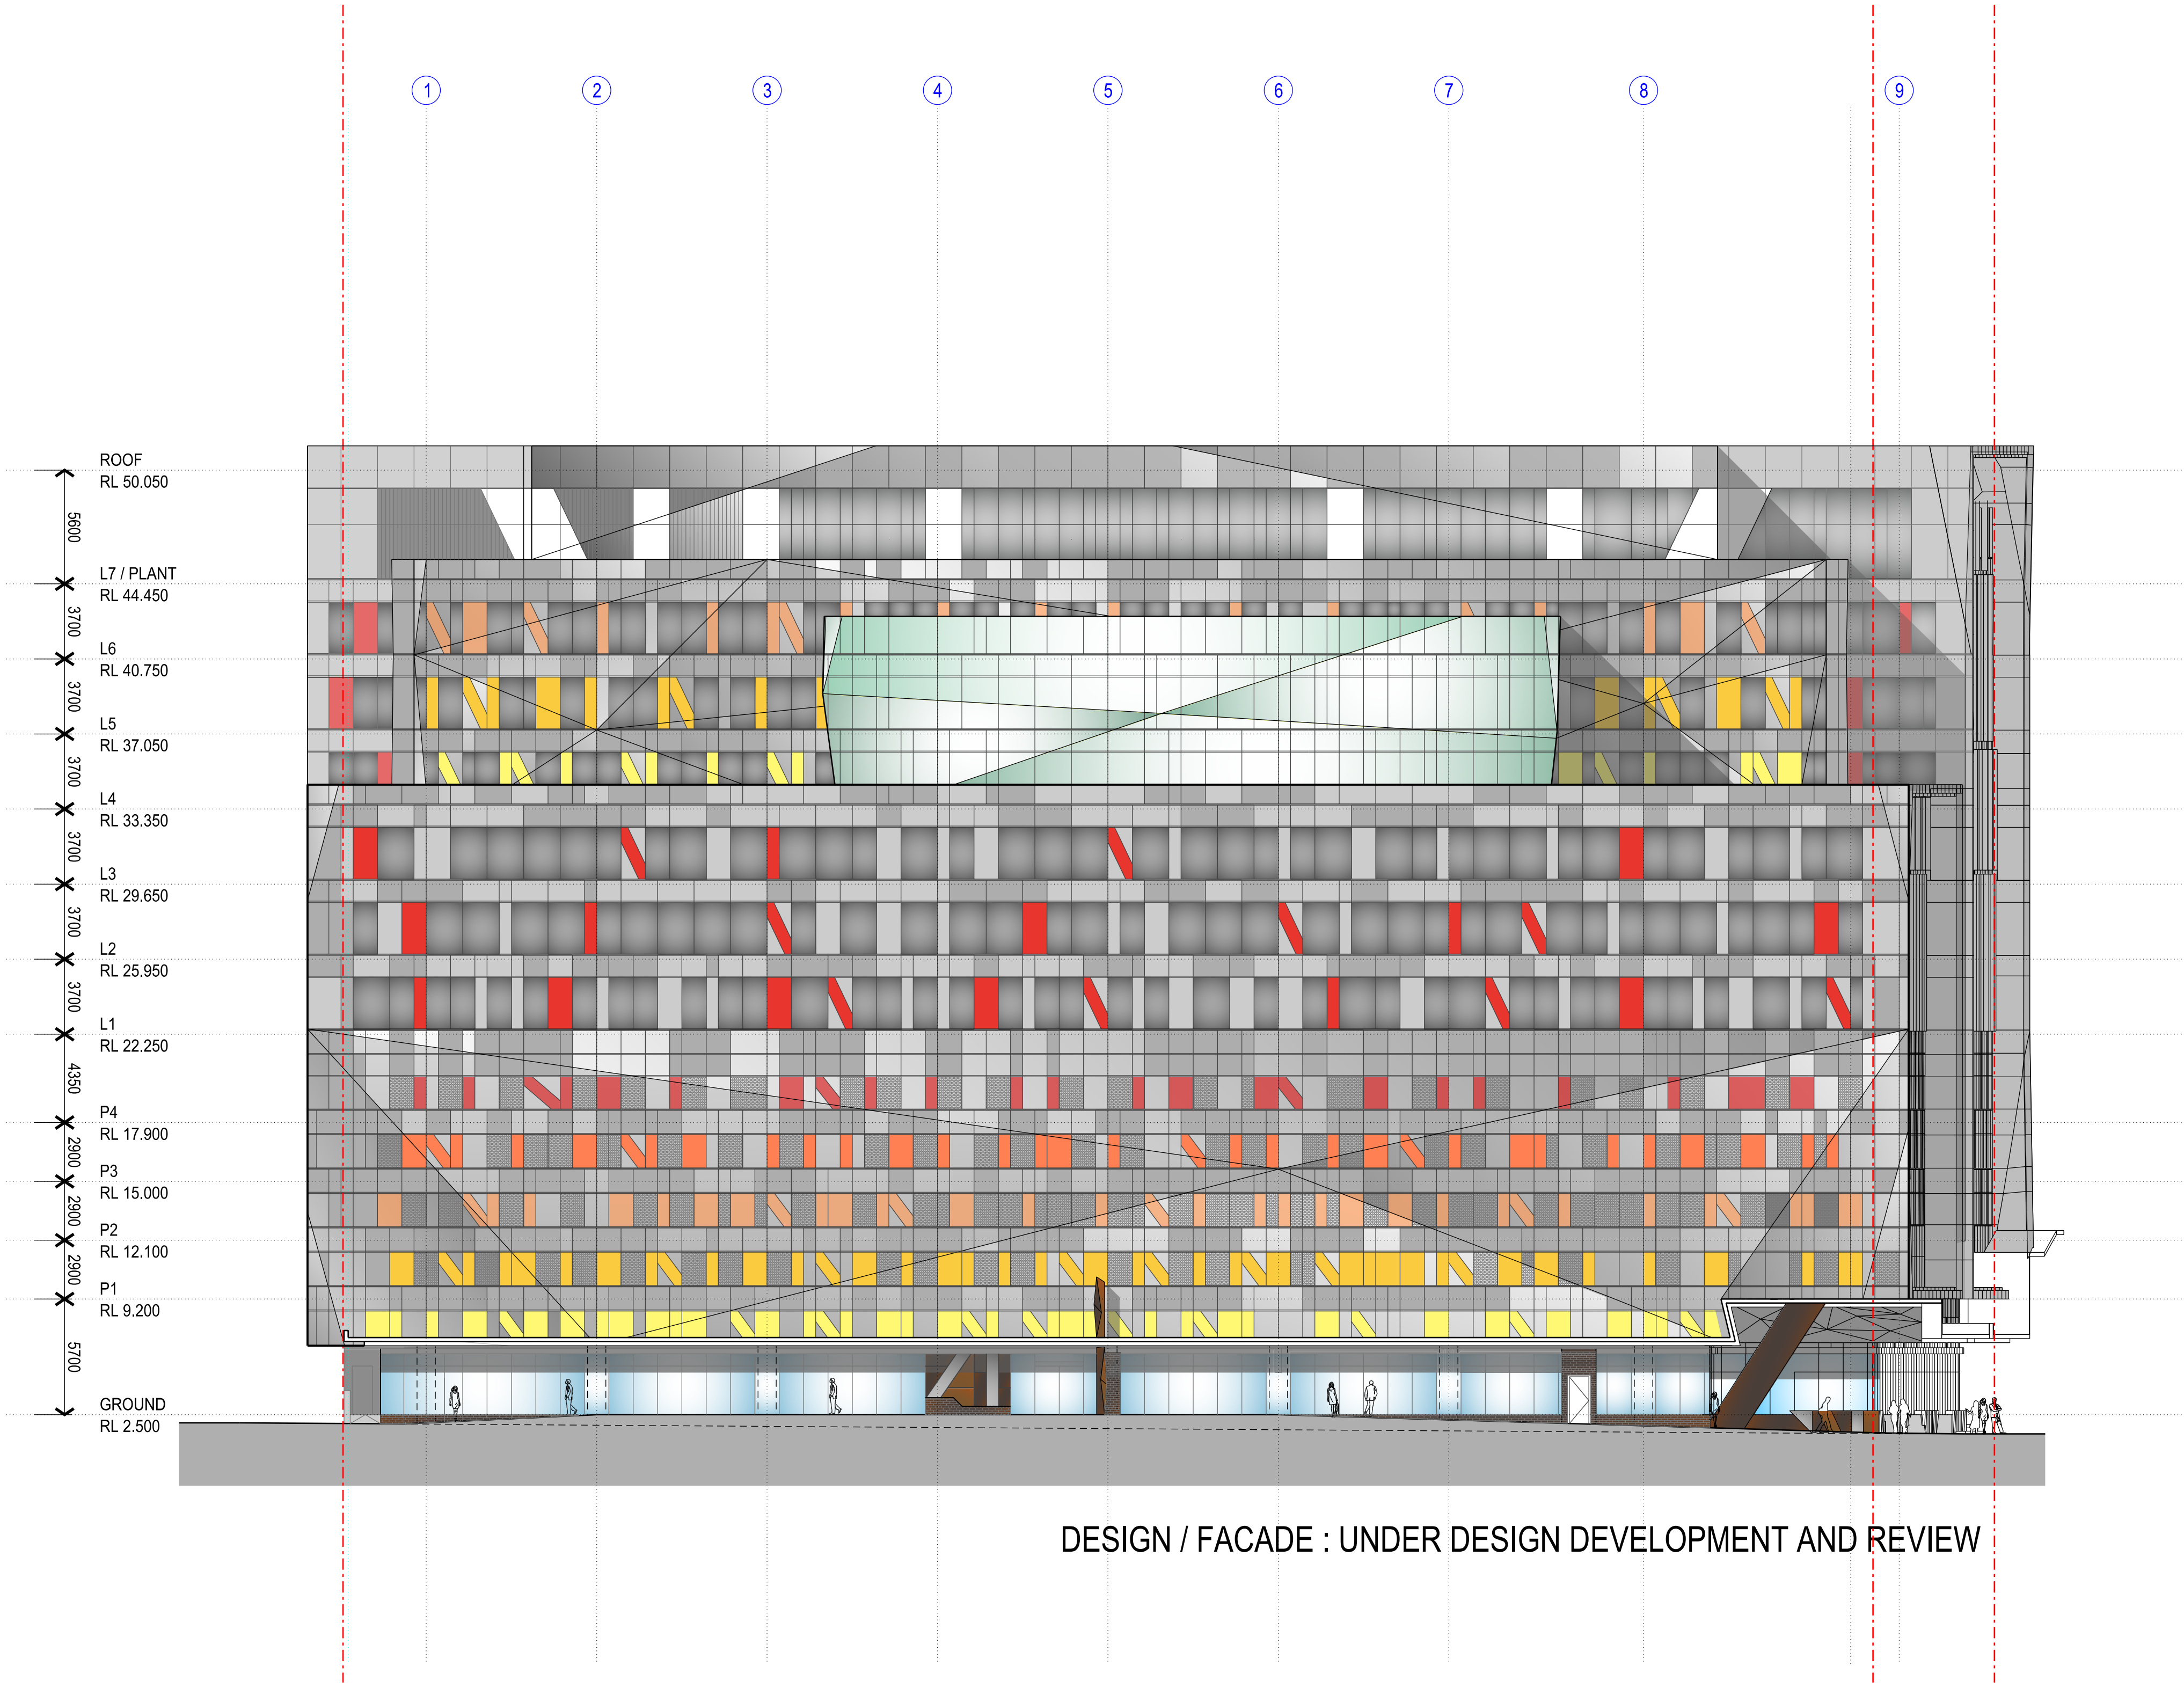 1 2 3 4 5 6 7 8 9
ROOF
RL 50.050
5600
L7 / PLANT
RL 44.450
3700
L6
RL 40.750
3700
L5
RL 37.050
3700
L4
RL 33.350
3700
L3
RL 29.650
3700
L2
RL 25.950
3700
L1
RL 22.250
4350
P4
RL 17.900
2900
P3
RL 15.000
2900
P2
RL 12.100
2900
P1
RL 9.200
5700
GROUND
RL 2.500
DESIGN / FACADE : UNDER DESIGN DEVELOPMENT AND REVIEW